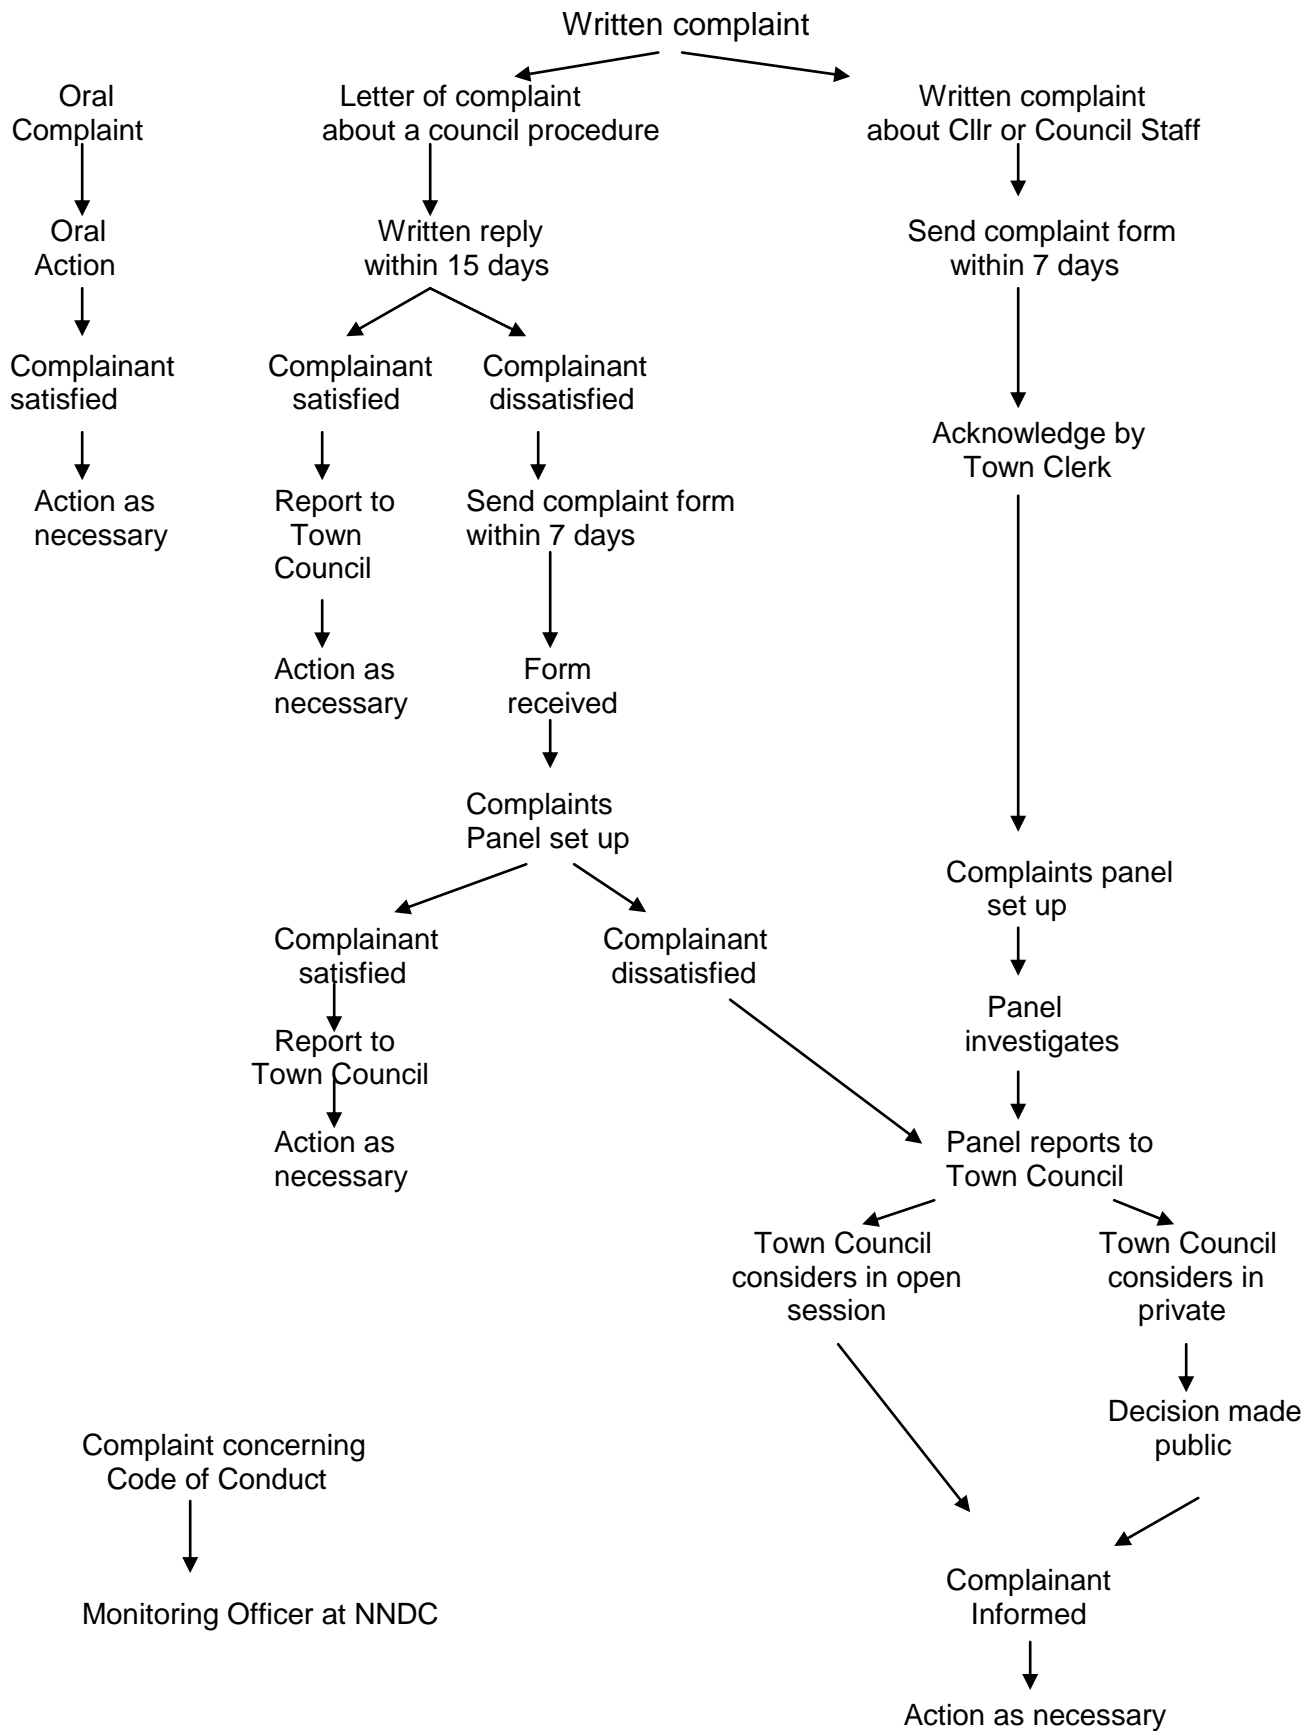 Written complaint
Oral
Complaint
Letter of complaint
about a council procedure
Written complaint
about Cllr or Council Staff
Oral
Action
Written reply
within 15 days
Send complaint form
within 7 days
Complainant
satisfied
Complainant
satisfied
Complainant
dissatisfied
Acknowledge by
Town Clerk
Action as
necessary
Report to
Town
Council
Send complaint form
within 7 days
Action as
necessary
Form
received
Complaints
Panel set up
Complaints panel
set up
Complainant
satisfied
Complainant
dissatisfied
Panel
investigates
Report to
Town Council
Action as
necessary
Panel reports to
Town Council
Town Council
considers in open
session
Town Council
considers in
private
Decision made
public
Complaint concerning
Code of Conduct
Monitoring Officer at NNDC
Complainant
Informed
Action as necessary